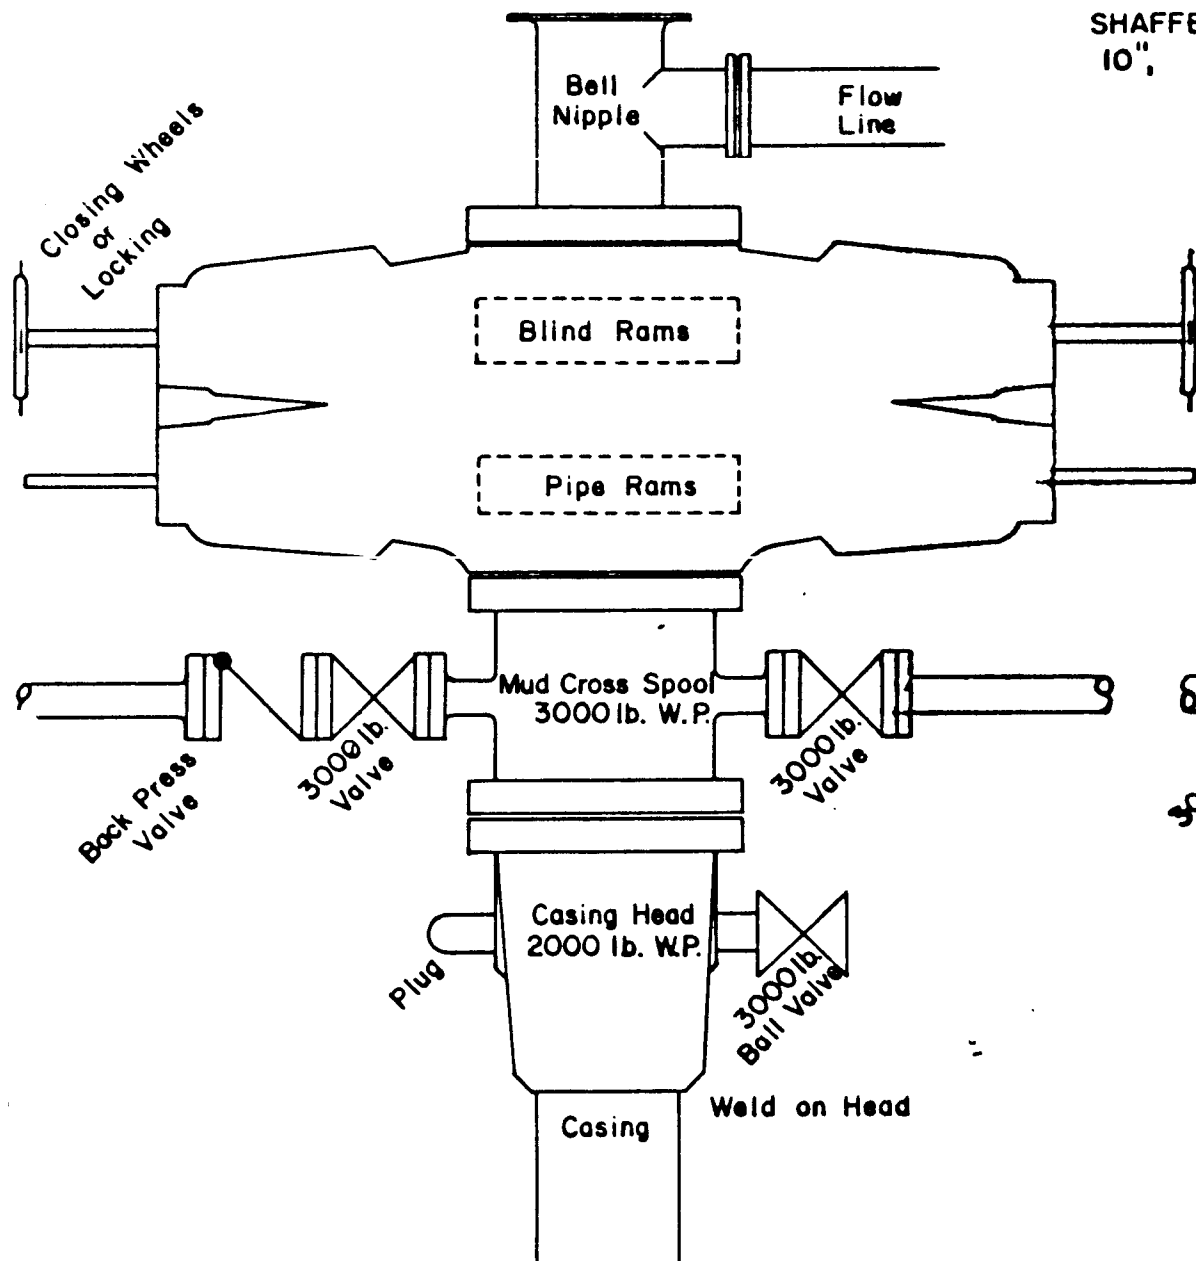 SHAFFE
10",
Bell
Nipple
Flow
Line
Closing Wheels
or
Locking
Blind Rams
Pipe Rams
Mud Cross Spool
3000 lb. W.P.
Back Press
Valve
3000 lb.
Valve
3000 lb.
Valve
30
Casing Head
2000 lb. W.P.
Plug
3000 lb.
Ball Valve
Weld on Head
Casing